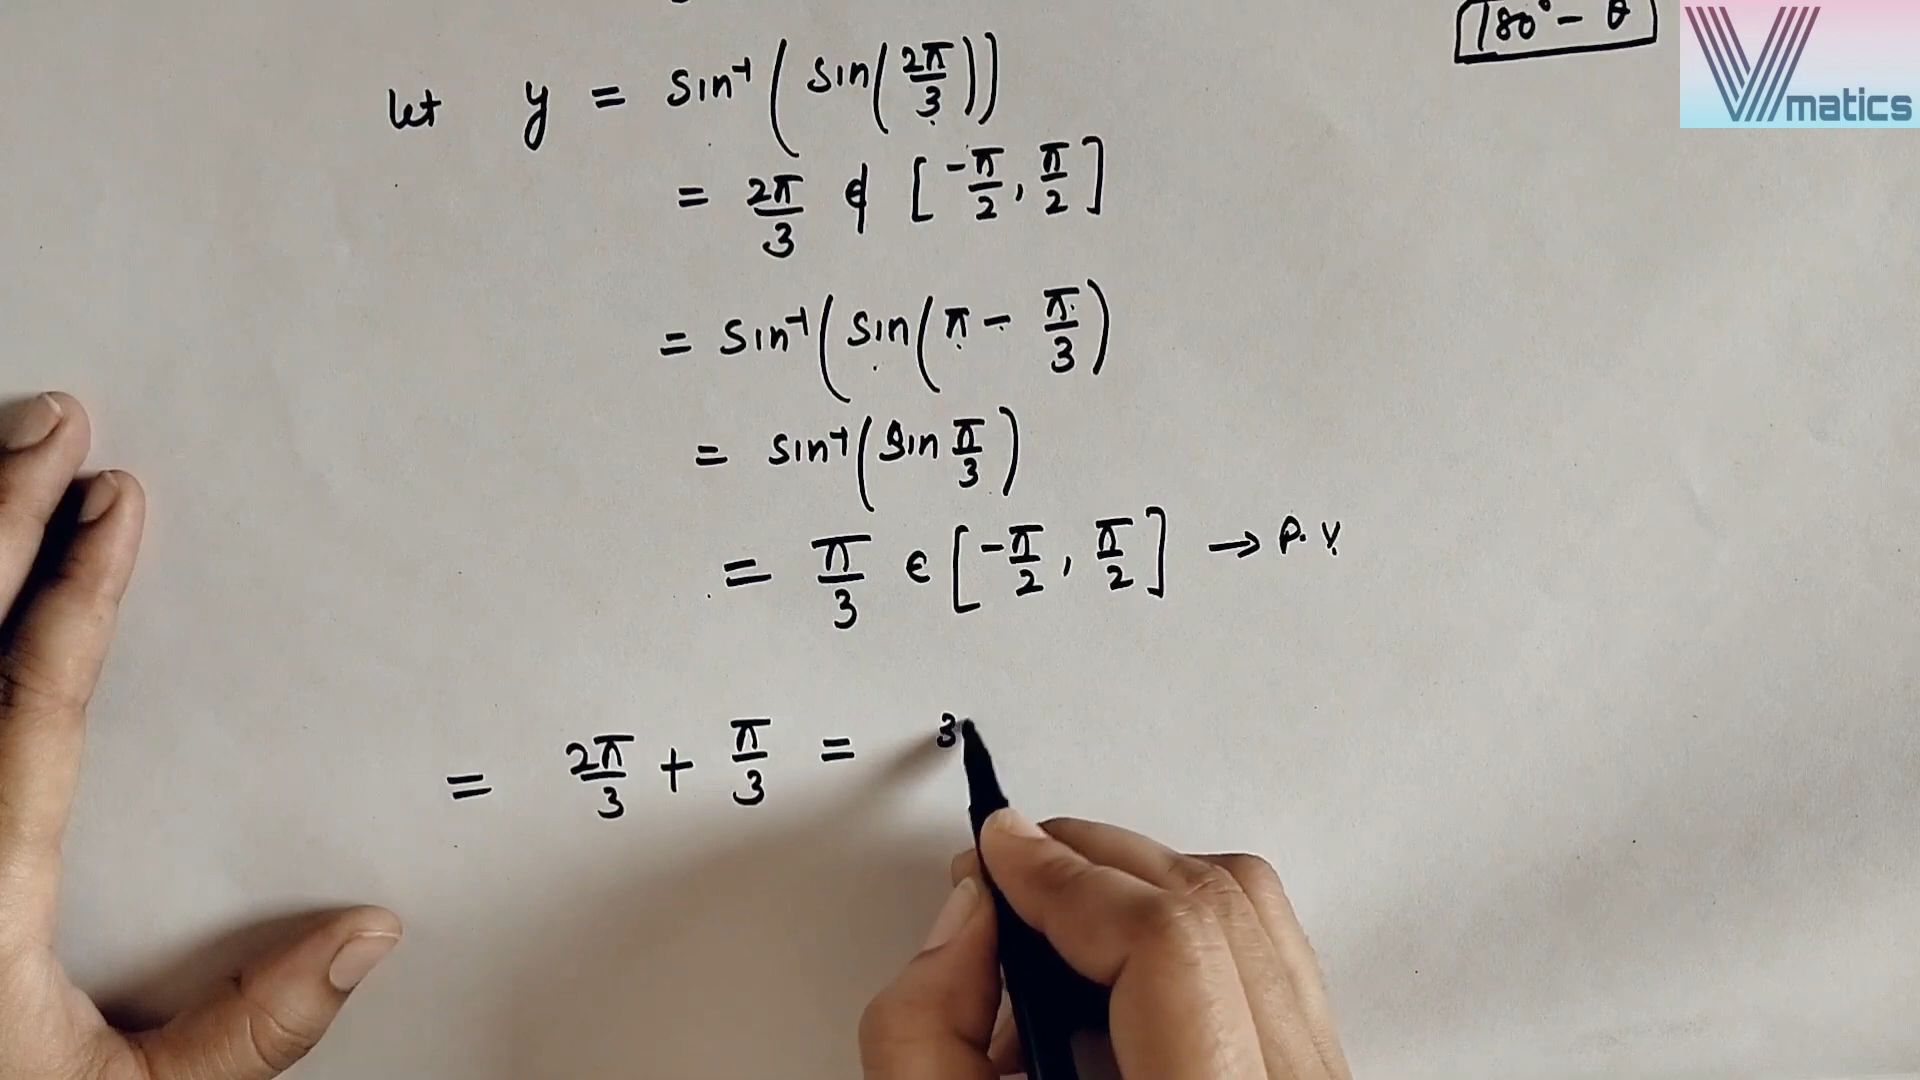 180° - θ
Vmatics
let y = sin⁻¹(sin(2π/3))
= 2π/3 ∉ [-π/2, π/2]
= sin⁻¹(sin(π - π/3)
= sin⁻¹(sin π/3)
= π/3 ∈ [-π/2, π/2] → P.V.
= 2π/3 + π/3 = 3